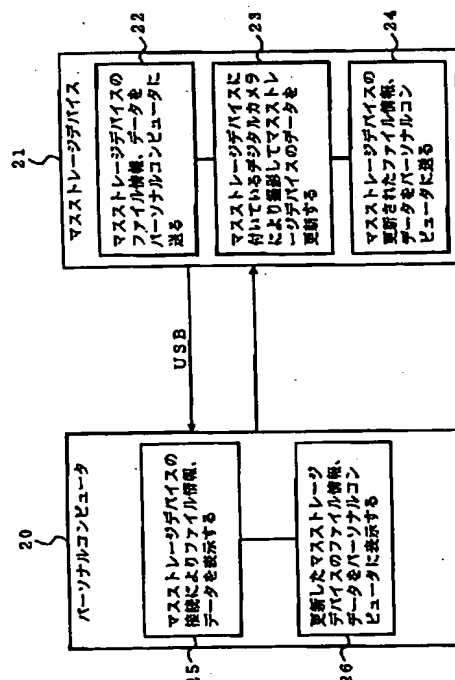 20
パーソナルコンピュータ
マスストレージデバイスの
接続によりファイル情報、
データを表示する
25
更新したマスストレージ
デバイスのファイル情報、
データをパーソナルコン
ピュータに表示する
26
USB
21
マスストレージデバイス
22
マスストレージデバイスの
ファイル情報、データを
パーソナルコンピュータに
送る
23
マスストレージデバイスに
付いているデジタルカメラ
により撮影してマスストレ
ージデバイスのデータを
更新する
24
マスストレージデバイスの
更新されたファイル情報、
データをパーソナルコン
ピュータに送る